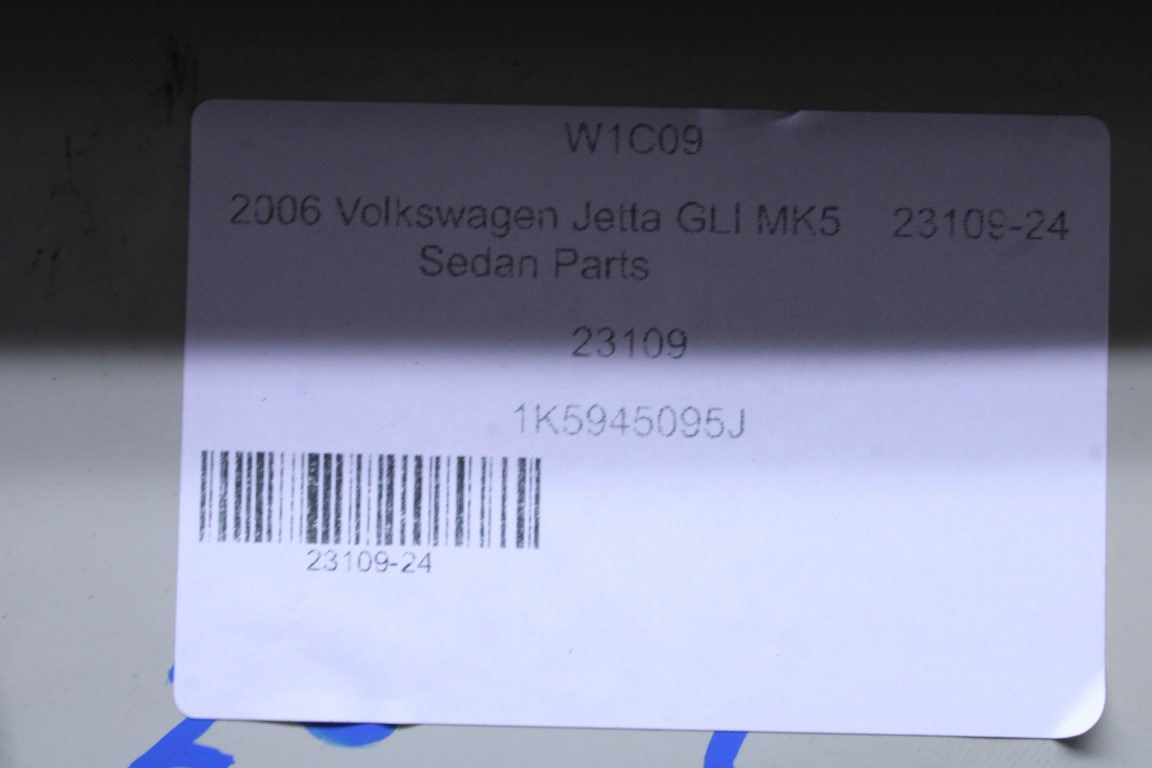 W1C09
2006 Volkswagen Jetta GLI MK5 23109-24
Sedan Parts
23109
1K5945095J
23109-24